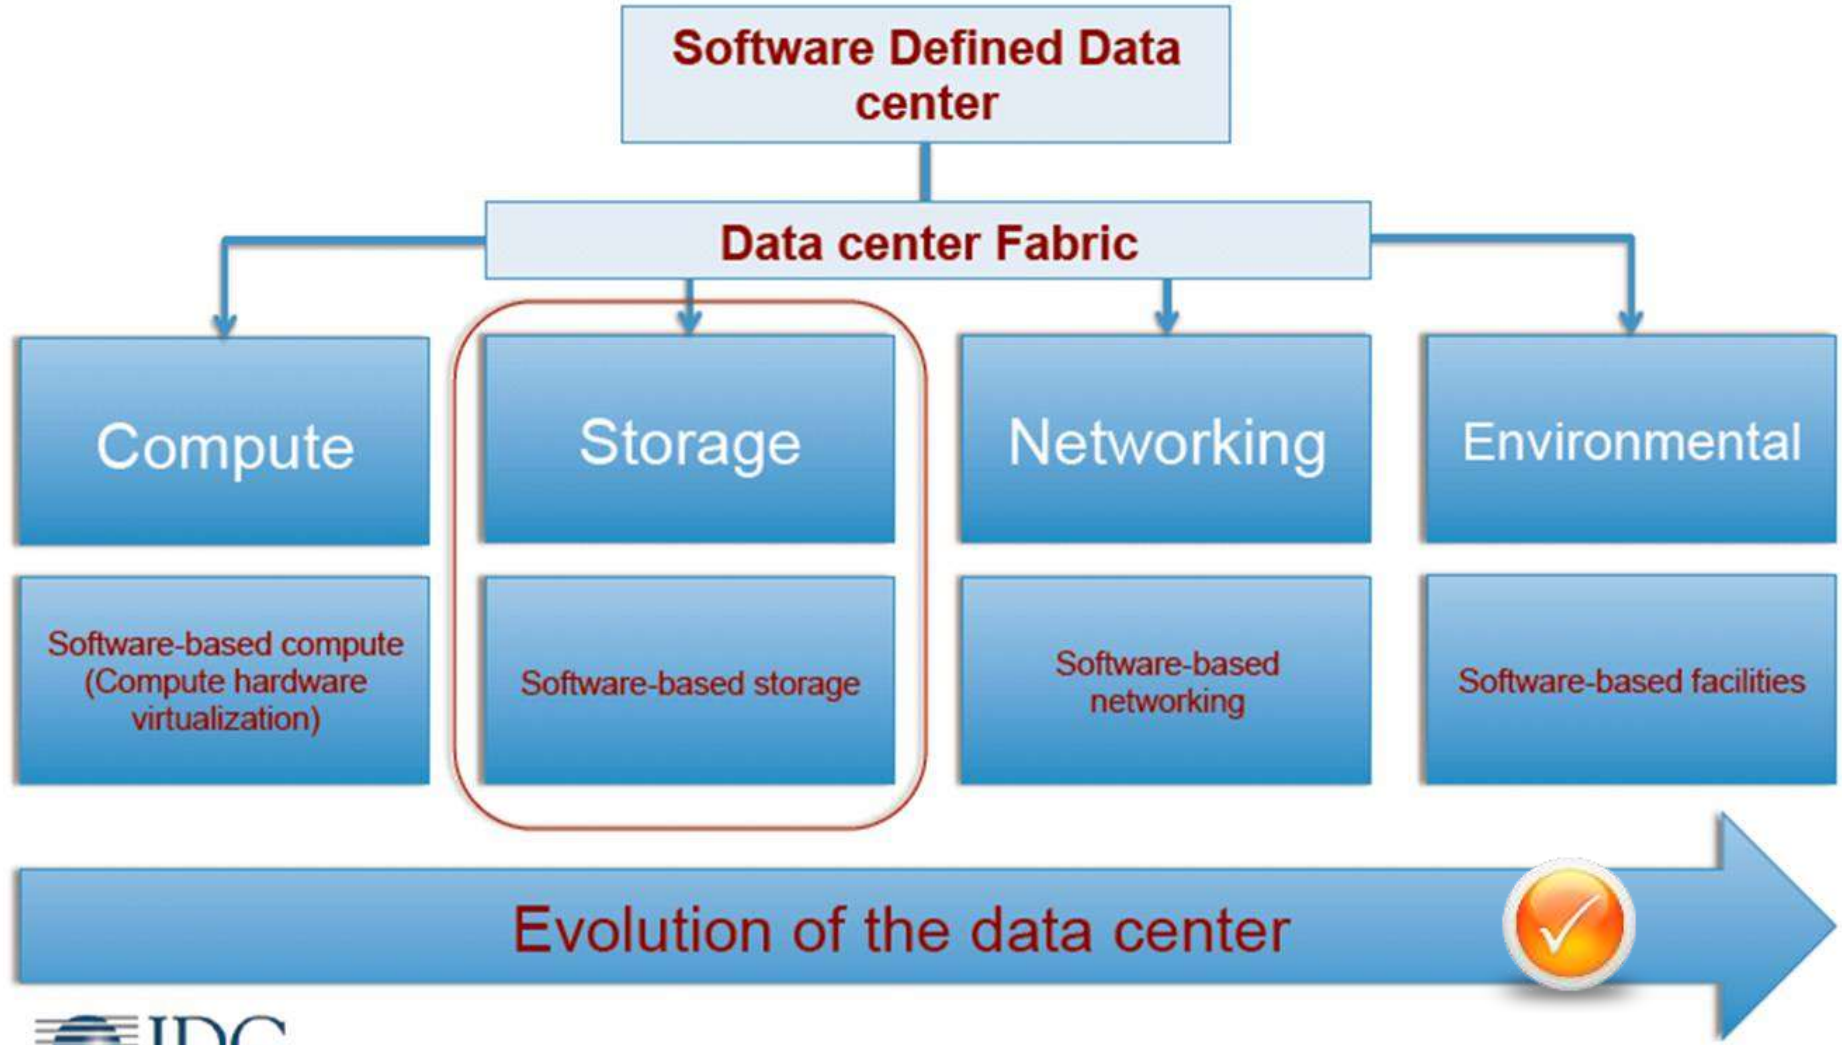 Software Defined Data
center
Data center Fabric
Compute
Storage
Networking
Environmental
Software-based compute
(Compute hardware
virtualization)
Software-based storage
Software-based
networking
Software-based facilities
Evolution of the data center
IDC